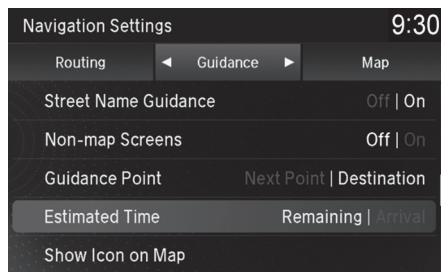 Navigation Settings 9:30
Routing ◄ Guidance ► Map
Street Name Guidance Off | On
Non-map Screens Off | On
Guidance Point Next Point | Destination
Estimated Time Remaining | Arrival
Show Icon on Map